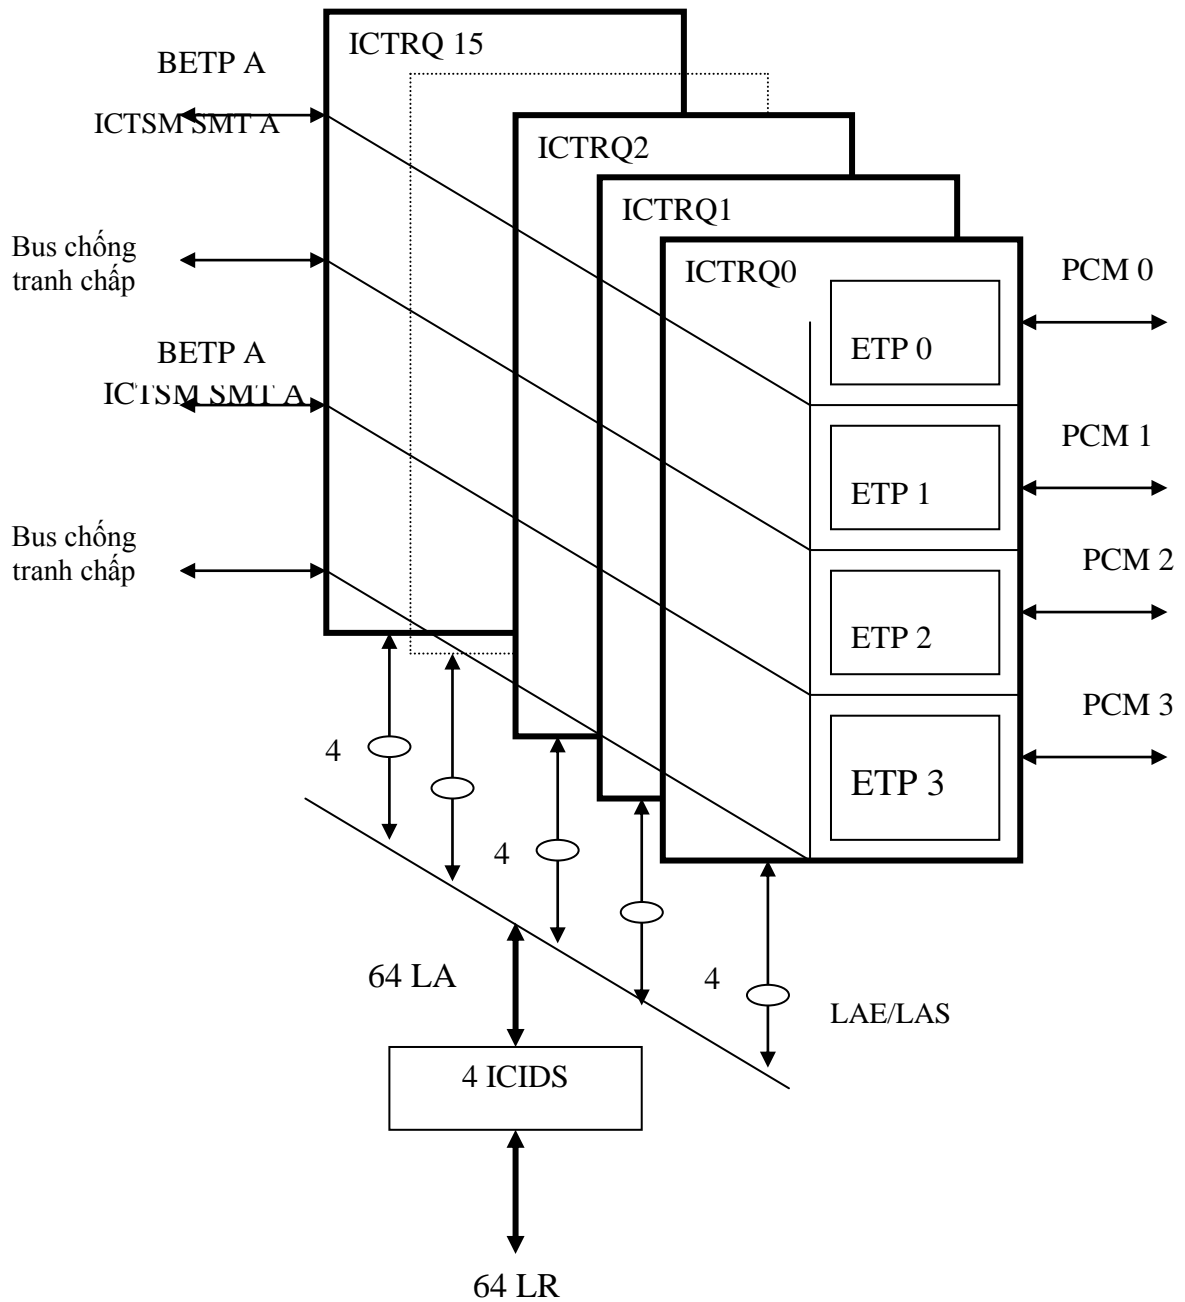 ICTRQ 15
BETP A
ICTSM SMT A
ICTRQ2
ICTRQ1
Bus chống
tranh chấp
ICTRQ0
PCM 0
ETP 0
BETP A
ICTSM SMT A
PCM 1
ETP 1
Bus chống
tranh chấp
PCM 2
ETP 2
PCM 3
4
ETP 3
4
64 LA
4
LAE/LAS
4 ICIDS
64 LR